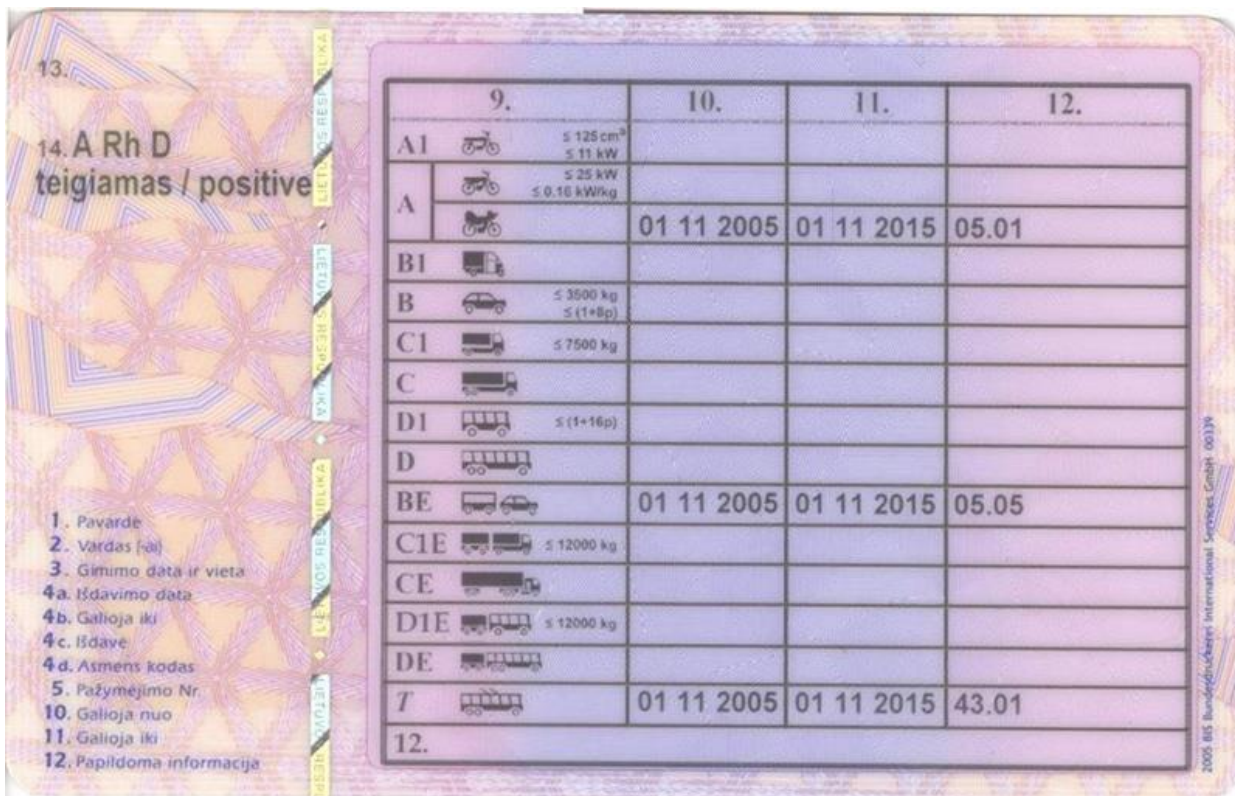 13.
14. A Rh D
teigiamas / positive
1. Pavardė
2. Vardas (-ai)
3. Gimimo data ir vieta
4a. Išdavimo data
4b. Galioja iki
4c. Išdavė
4d. Asmens kodas
5. Pažymėjimo Nr.
10. Galioja nuo
11. Galioja iki
12. Papildoma informacija
LIETUVOS RESPUBLIKA
LIETUVOS RESPUBLIKA
LIETUVOS RESPUBLIKA
9. 10. 11. 12.
A1 ≤ 125 cm³
≤ 11 kW
A ≤ 25 kW
≤ 0.16 kW/kg
01 11 2005 01 11 2015 05.01
B1
B ≤ 3500 kg
≤ (1+8p)
C1 ≤ 7500 kg
C
D1 ≤ (1+16p)
D
BE 01 11 2005 01 11 2015 05.05
C1E ≤ 12000 kg
CE
D1E ≤ 12000 kg
DE
T 01 11 2005 01 11 2015 43.01
12.
2005 BIS Bundesdruckerei International Services GmbH 00339